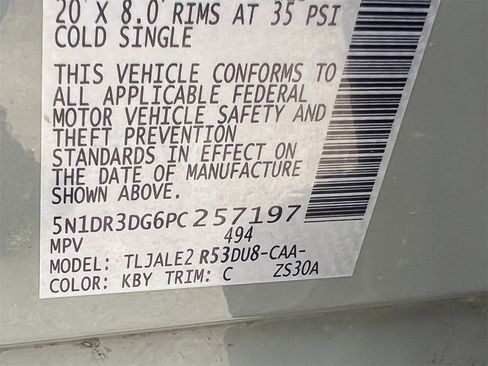 20" X 8.0" RIMS AT 35 PSI
COLD SINGLE
THIS VEHICLE CONFORMS TO
ALL APPLICABLE FEDERAL
MOTOR VEHICLE SAFETY AND
THEFT PREVENTION
STANDARDS IN EFFECT ON
THE DATE OF MANUFACTURE
SHOWN ABOVE.
5N1DR3DG6PC257197
MPV 494
MODEL: TLJALE2 R53DU8-CAA-
COLOR: KBY TRIM: C ZS30A